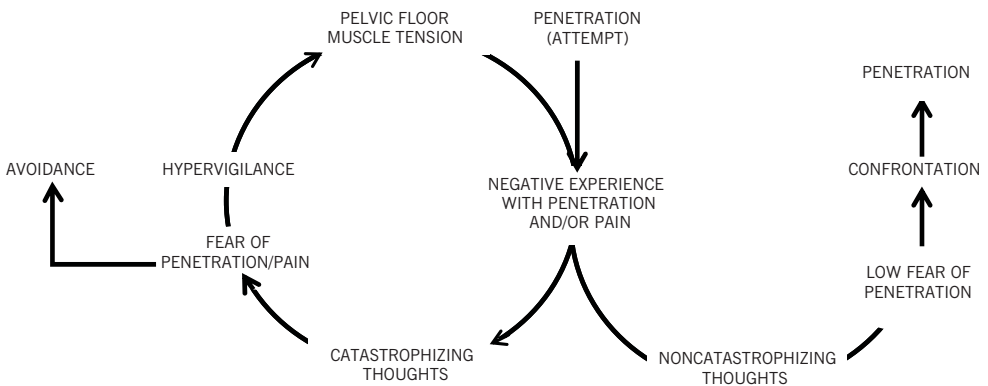 PELVIC FLOOR
MUSCLE TENSION
PENETRATION
(ATTEMPT)
PENETRATION
AVOIDANCE
HYPERVIGILANCE
CONFRONTATION
NEGATIVE EXPERIENCE
WITH PENETRATION
AND/OR PAIN
FEAR OF
PENETRATION/PAIN
LOW FEAR OF
PENETRATION
CATASTROPHIZING
THOUGHTS
NONCATASTROPHIZING
THOUGHTS